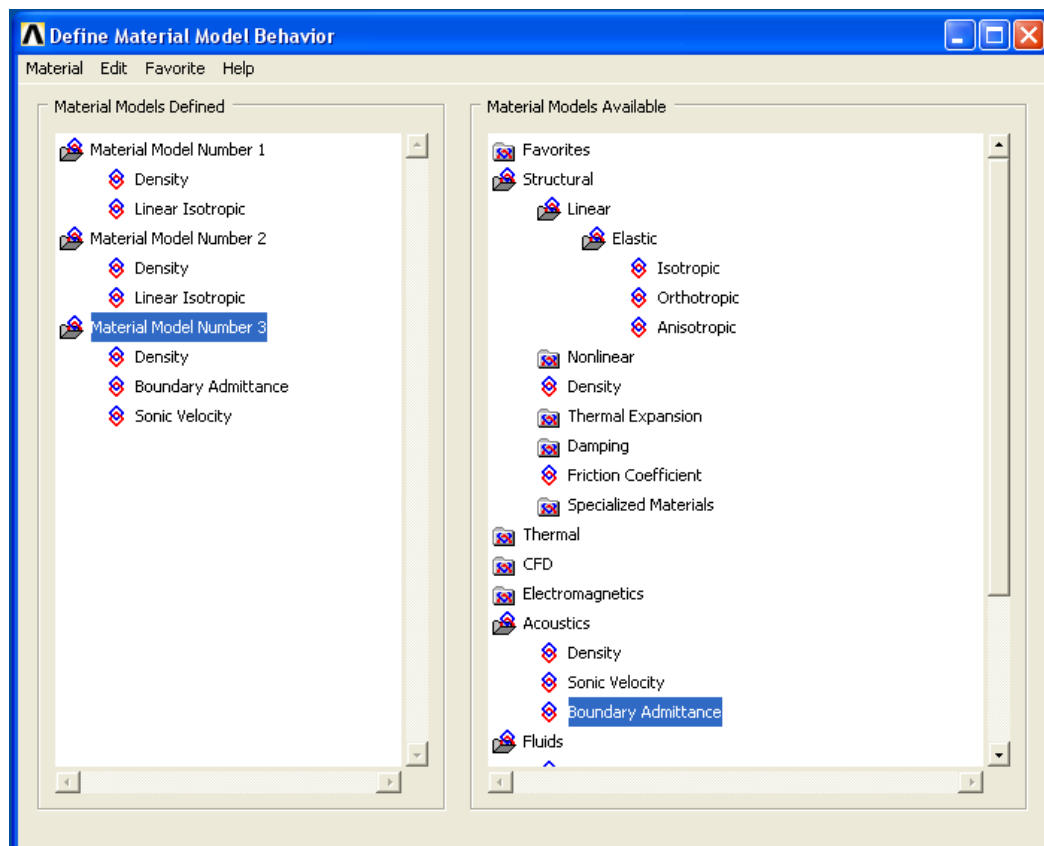 Define Material Model Behavior
Material Edit Favorite Help
Material Models Defined
Material Model Number 1
Density
Linear Isotropic
Material Model Number 2
Density
Linear Isotropic
Material Model Number 3
Density
Boundary Admittance
Sonic Velocity
Material Models Available
Favorites
Structural
Linear
Elastic
Isotropic
Orthotropic
Anisotropic
Nonlinear
Density
Thermal Expansion
Damping
Friction Coefficient
Specialized Materials
Thermal
CFD
Electromagnetics
Acoustics
Density
Sonic Velocity
Boundary Admittance
Fluids